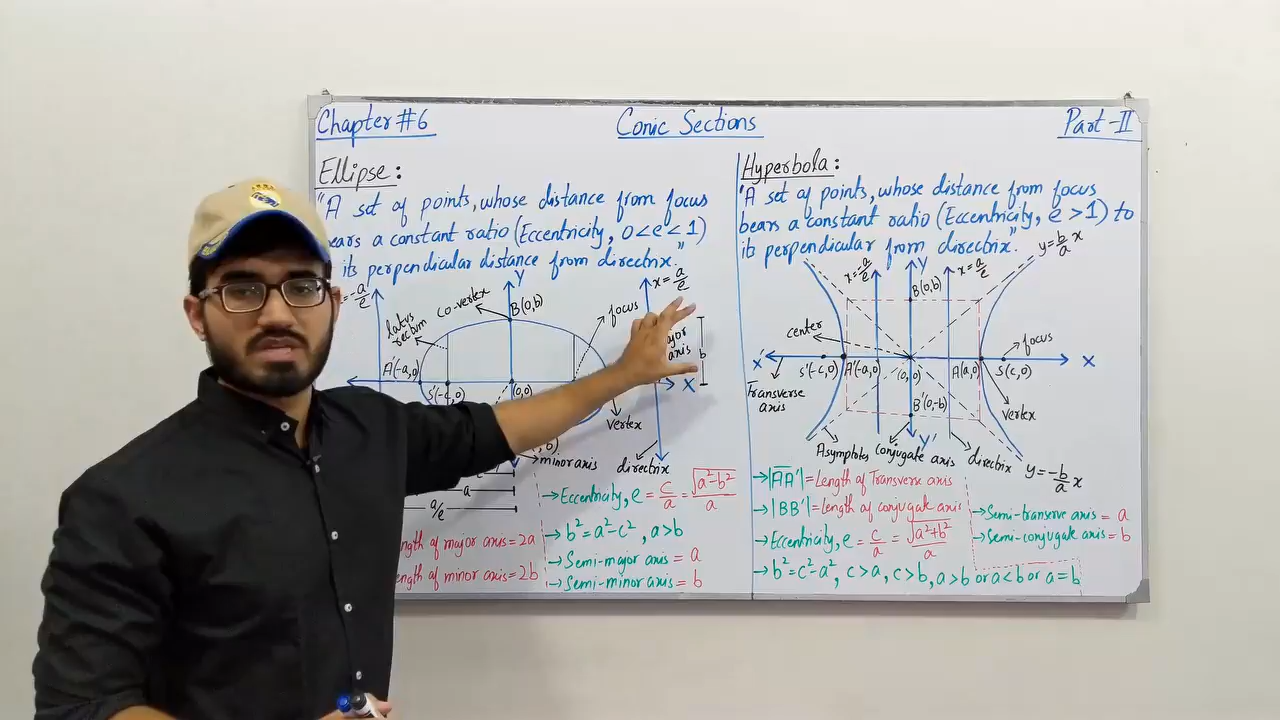 Chapter #6
Conic Sections
Part-II
Ellipse:
"A set of points, whose distance from focus
bears a constant ratio (Eccentricity, 0<e<1)
its perpendicular distance from directrix."
-a/e
latus rectum
co-vertex
Y
B(0,b)
focus
x=a/e
major axis
b
A'(-a,0)
S'(-c,0)
(0,0)
X
vertex
minor axis
directrix
a
a/e
length of major axis = 2a
length of minor axis = 2b
→Eccentricity, e = c/a = √(a²-b²)/a
→b²=a²-c², a>b
→Semi-major axis = a
→Semi-minor axis = b
Hyperbola:
"A set of points, whose distance from focus
bears a constant ratio (Eccentricity, e>1) to
its perpendicular from directrix."
y=b/a x
x=a/e
Y
x=a/e
B(0,b)
center
focus
X'
S'(-c,0)
A'(-a,0)
(0,0)
A(a,0)
S(c,0)
X
Transverse axis
B'(0,-b)
vertex
Asymptotes
conjugate axis
Y'
directrix
y=-b/a x
→|AA'|=Length of Transverse axis
→|BB'|=Length of conjugate axis
→Eccentricity, e = c/a = √(a²+b²)/a
→b²=c²-a², c>a, c>b, a>b or a<b or a=b
→Semi-transverse axis = a
→Semi-conjugate axis = b